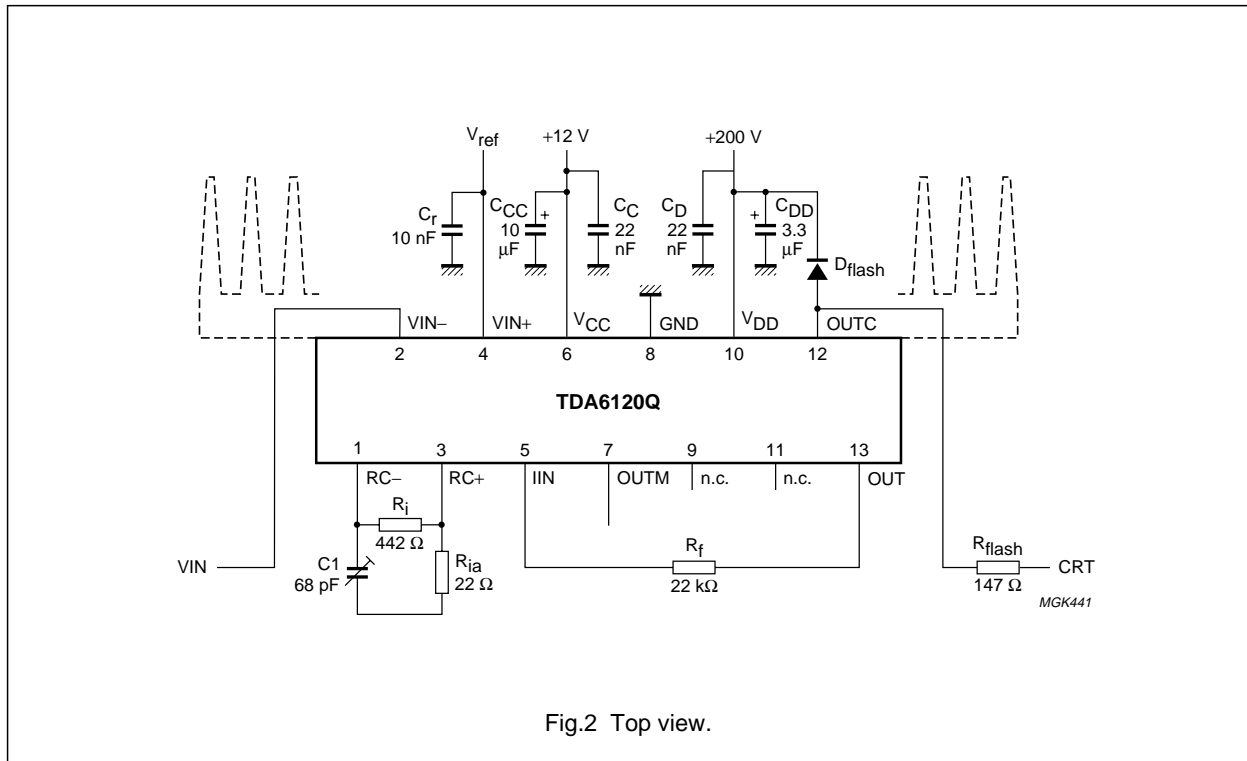 Vref
+12 V
+200 V
Cr
10 nF
CCC
+
10
µF
CC
22
nF
CD
22
nF
+
CDD
3.3
µF
Dflash
VIN−
VIN+
VCC
GND
VDD
OUTC
2 4 6 8 10 12
TDA6120Q
1 3 5 7 9 11 13
RC−
RC+
IIN
OUTM
n.c.
n.c.
OUT
Ri
442 Ω
VIN
C1
68 pF
Ria
22 Ω
Rf
22 kΩ
Rflash
147 Ω
CRT
MGK441
Fig.2 Top view.